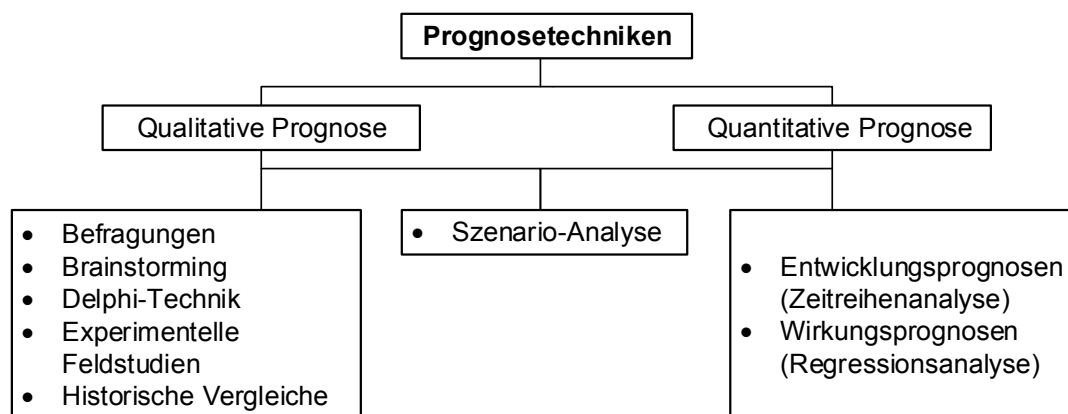 Prognosetechniken
Qualitative Prognose
Quantitative Prognose
• Befragungen
• Brainstorming
• Delphi-Technik
• Experimentelle
Feldstudien
• Historische Vergleiche
• Szenario-Analyse
• Entwicklungsprognosen
(Zeitreihenanalyse)
• Wirkungsprognosen
(Regressionsanalyse)